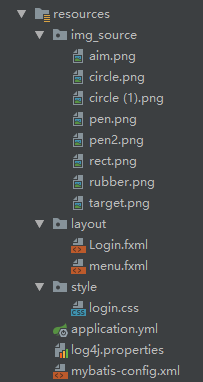 resources
img_source
aim.png
circle.png
circle (1).png
pen.png
pen2.png
rect.png
rubber.png
target.png
layout
Login.fxml
menu.fxml
style
login.css
application.yml
log4j.properties
mybatis-config.xml